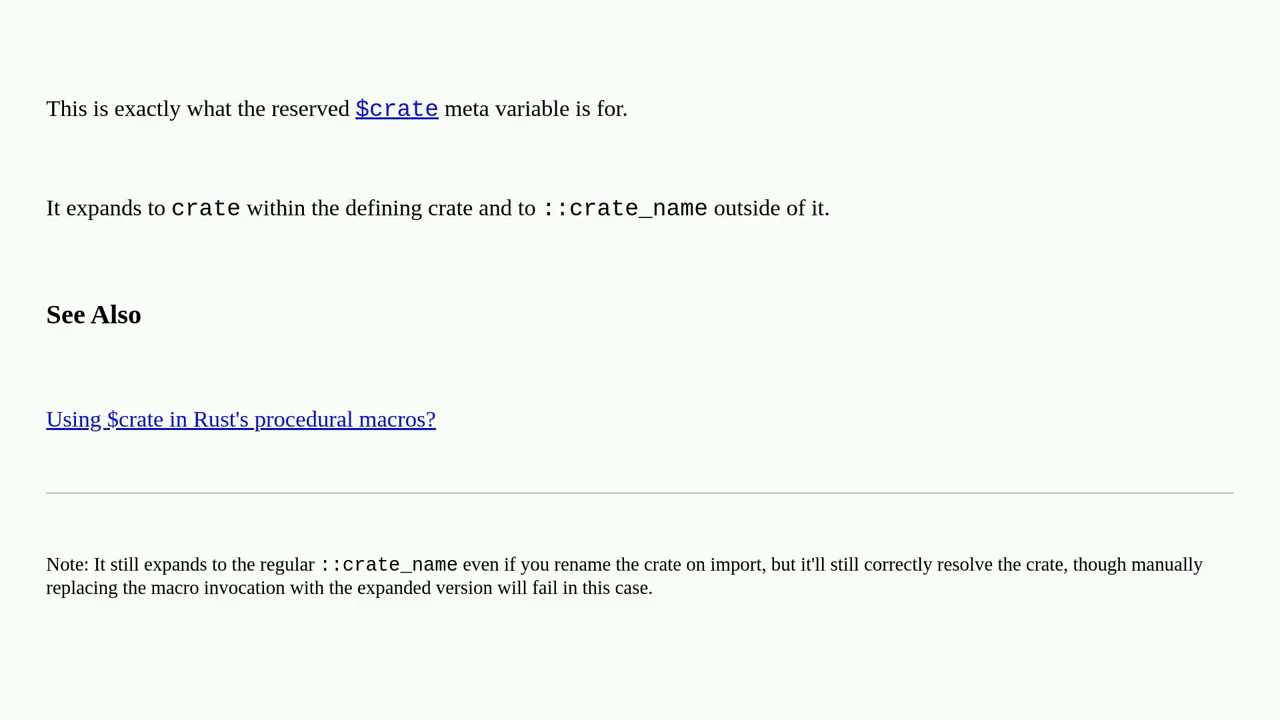 This is exactly what the reserved $crate meta variable is for.
It expands to crate within the defining crate and to ::crate_name outside of it.
See Also
Using $crate in Rust's procedural macros?
Note: It still expands to the regular ::crate_name even if you rename the crate on import, but it'll still correctly resolve the crate, though manually
replacing the macro invocation with the expanded version will fail in this case.